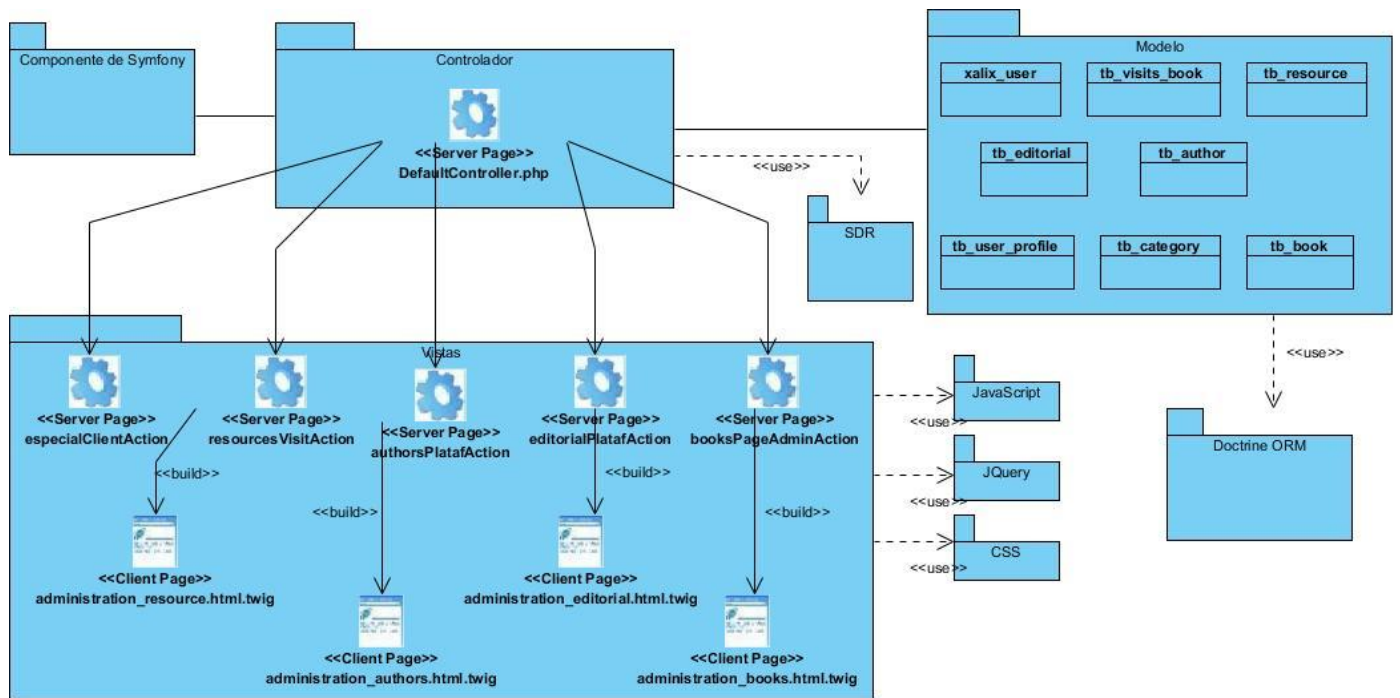 Componente de Symfony
Controlador
<<Server Page>>
DefaultController.php
<<use>>
SDR
Modelo
xalix_user
tb_visits_book
tb_resource
tb_editorial
tb_author
tb_user_profile
tb_category
tb_book
<<use>>
Doctrine ORM
Vistas
<<Server Page>>
especialClientAction
<<Server Page>>
resourcesVisitAction
<<Server Page>>
authorsPlatafAction
<<Server Page>>
editorialPlatafAction
<<Server Page>>
booksPageAdminAction
<<build>>
<<build>>
<<build>>
<<build>>
<<Client Page>>
administration_resource.html.twig
<<Client Page>>
administration_authors.html.twig
<<Client Page>>
administration_editorial.html.twig
<<Client Page>>
administration_books.html.twig
JavaScript
<<use>>
JQuery
<<use>>
CSS
<<use>>